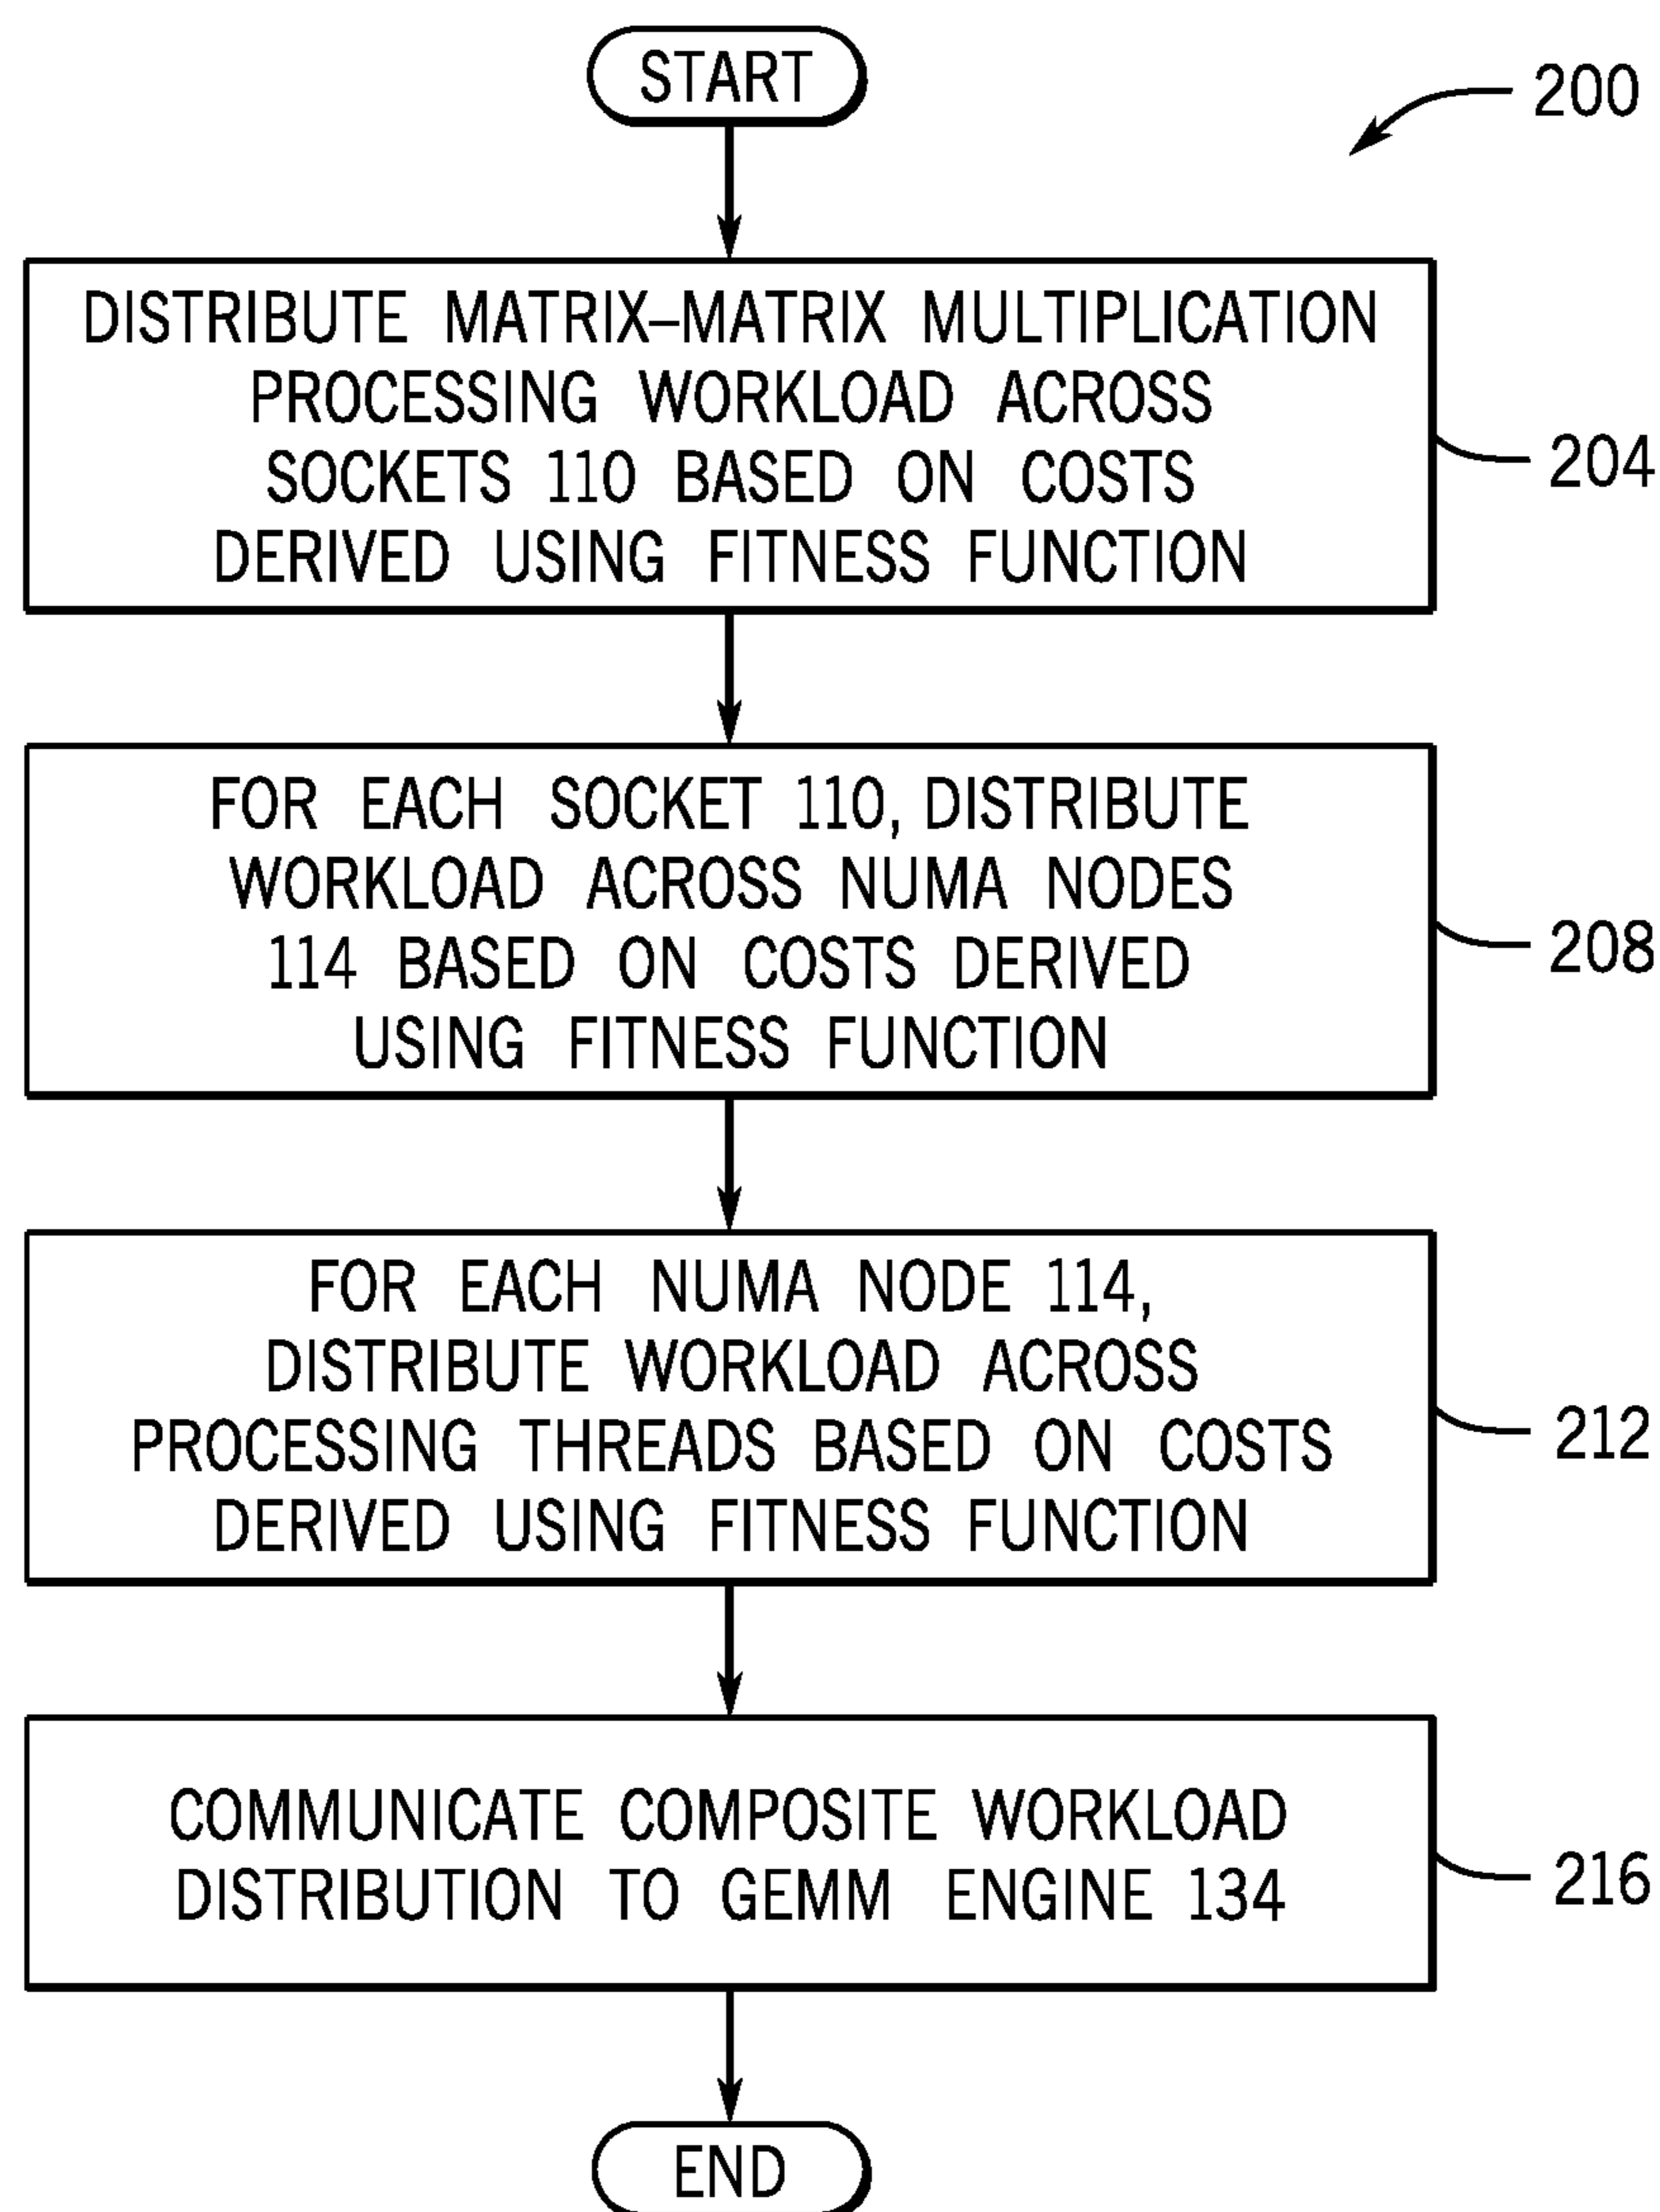 START
200
DISTRIBUTE MATRIX–MATRIX MULTIPLICATION
PROCESSING WORKLOAD ACROSS
SOCKETS 110 BASED ON COSTS
DERIVED USING FITNESS FUNCTION
204
FOR EACH SOCKET 110, DISTRIBUTE
WORKLOAD ACROSS NUMA NODES
114 BASED ON COSTS DERIVED
USING FITNESS FUNCTION
208
FOR EACH NUMA NODE 114,
DISTRIBUTE WORKLOAD ACROSS
PROCESSING THREADS BASED ON COSTS
DERIVED USING FITNESS FUNCTION
212
COMMUNICATE COMPOSITE WORKLOAD
DISTRIBUTION TO GEMM ENGINE 134
216
END